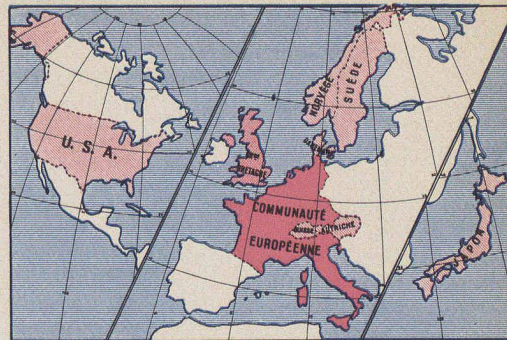 U.S.A.
NORVÈGE
SUÈDE
DANEMARK
GDE
BRETAGNE
COMMUNAUTÉ
SUISSE
AUTRICHE
EUROPÉENNE
JAPON